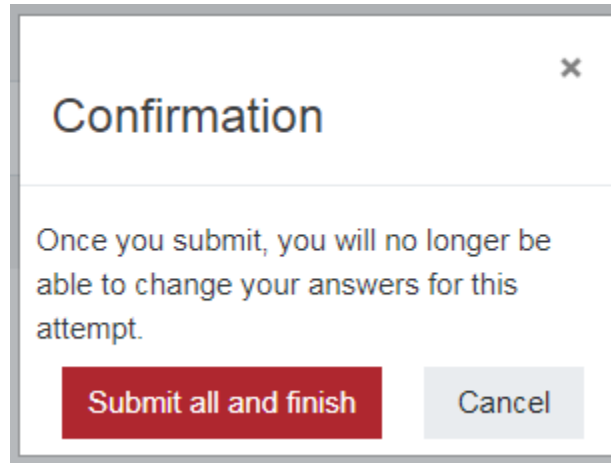 ×
Confirmation
Once you submit, you will no longer be
able to change your answers for this
attempt.
Submit all and finish
Cancel